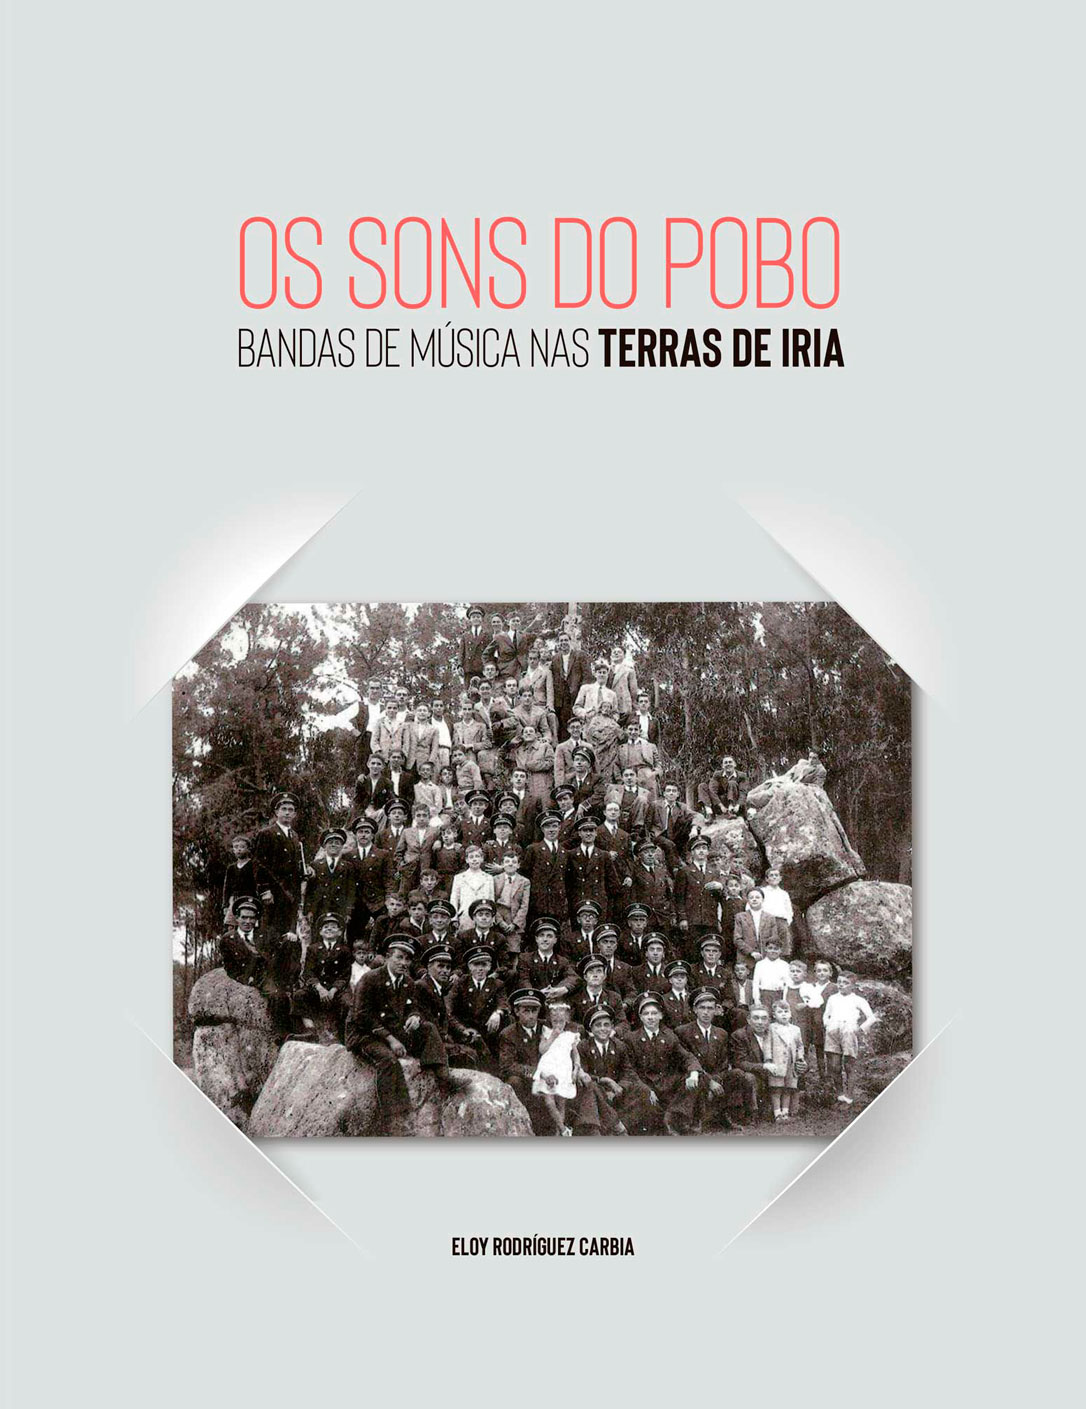 OS SONS DO POBO
BANDAS DE MÚSICA NAS TERRAS DE IRIA
ELOY RODRÍGUEZ CARBIA